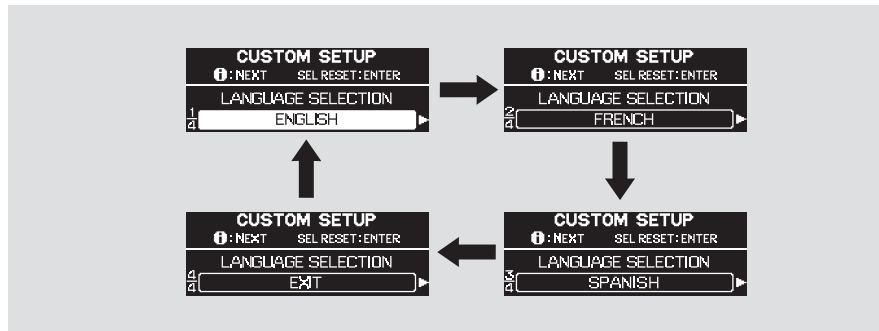 CUSTOM SETUP
i : NEXT SEL RESET : ENTER
LANGUAGE SELECTION
1/4 ENGLISH
CUSTOM SETUP
i : NEXT SEL RESET : ENTER
LANGUAGE SELECTION
2/4 FRENCH
CUSTOM SETUP
i : NEXT SEL RESET : ENTER
LANGUAGE SELECTION
4/4 EXIT
CUSTOM SETUP
i : NEXT SEL RESET : ENTER
LANGUAGE SELECTION
3/4 SPANISH